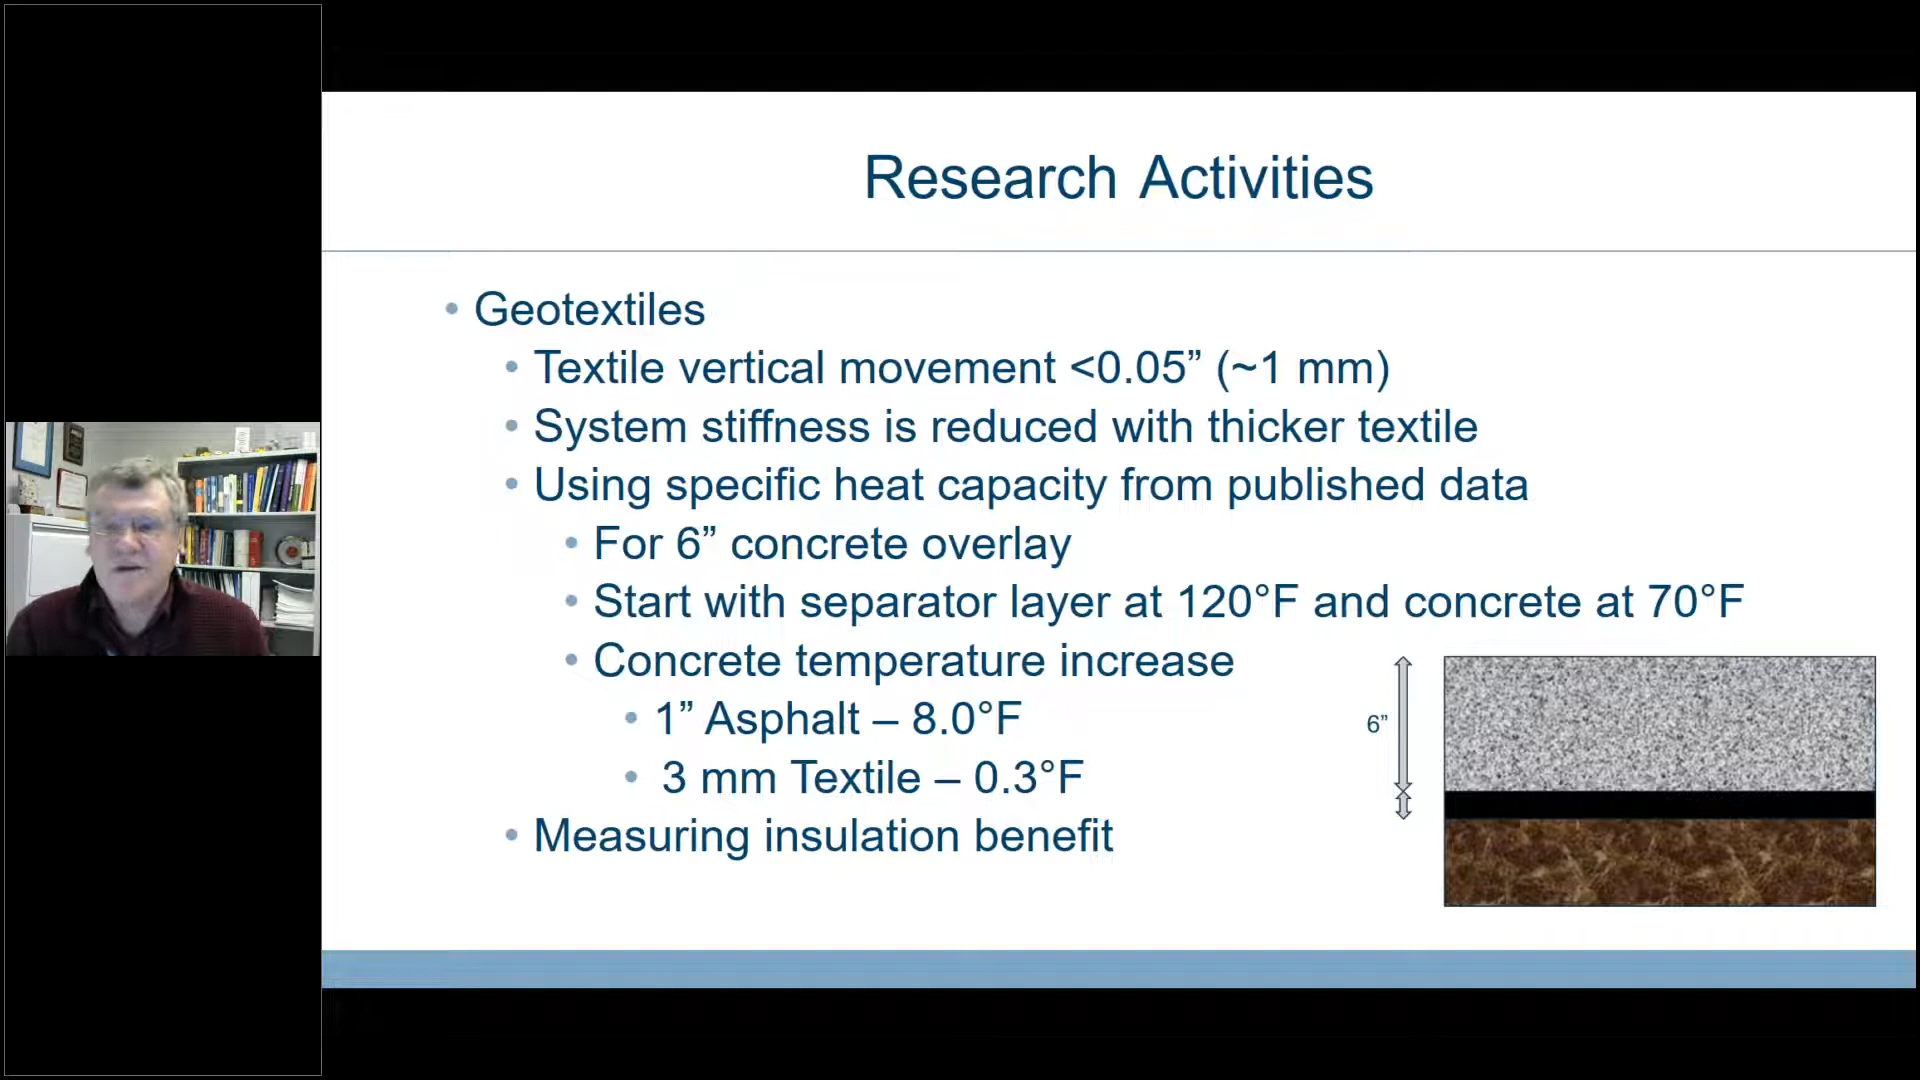 Research Activities
• Geotextiles
• Textile vertical movement <0.05” (~1 mm)
• System stiffness is reduced with thicker textile
• Using specific heat capacity from published data
• For 6” concrete overlay
• Start with separator layer at 120°F and concrete at 70°F
• Concrete temperature increase
• 1” Asphalt – 8.0°F
• 3 mm Textile – 0.3°F
• Measuring insulation benefit
6”